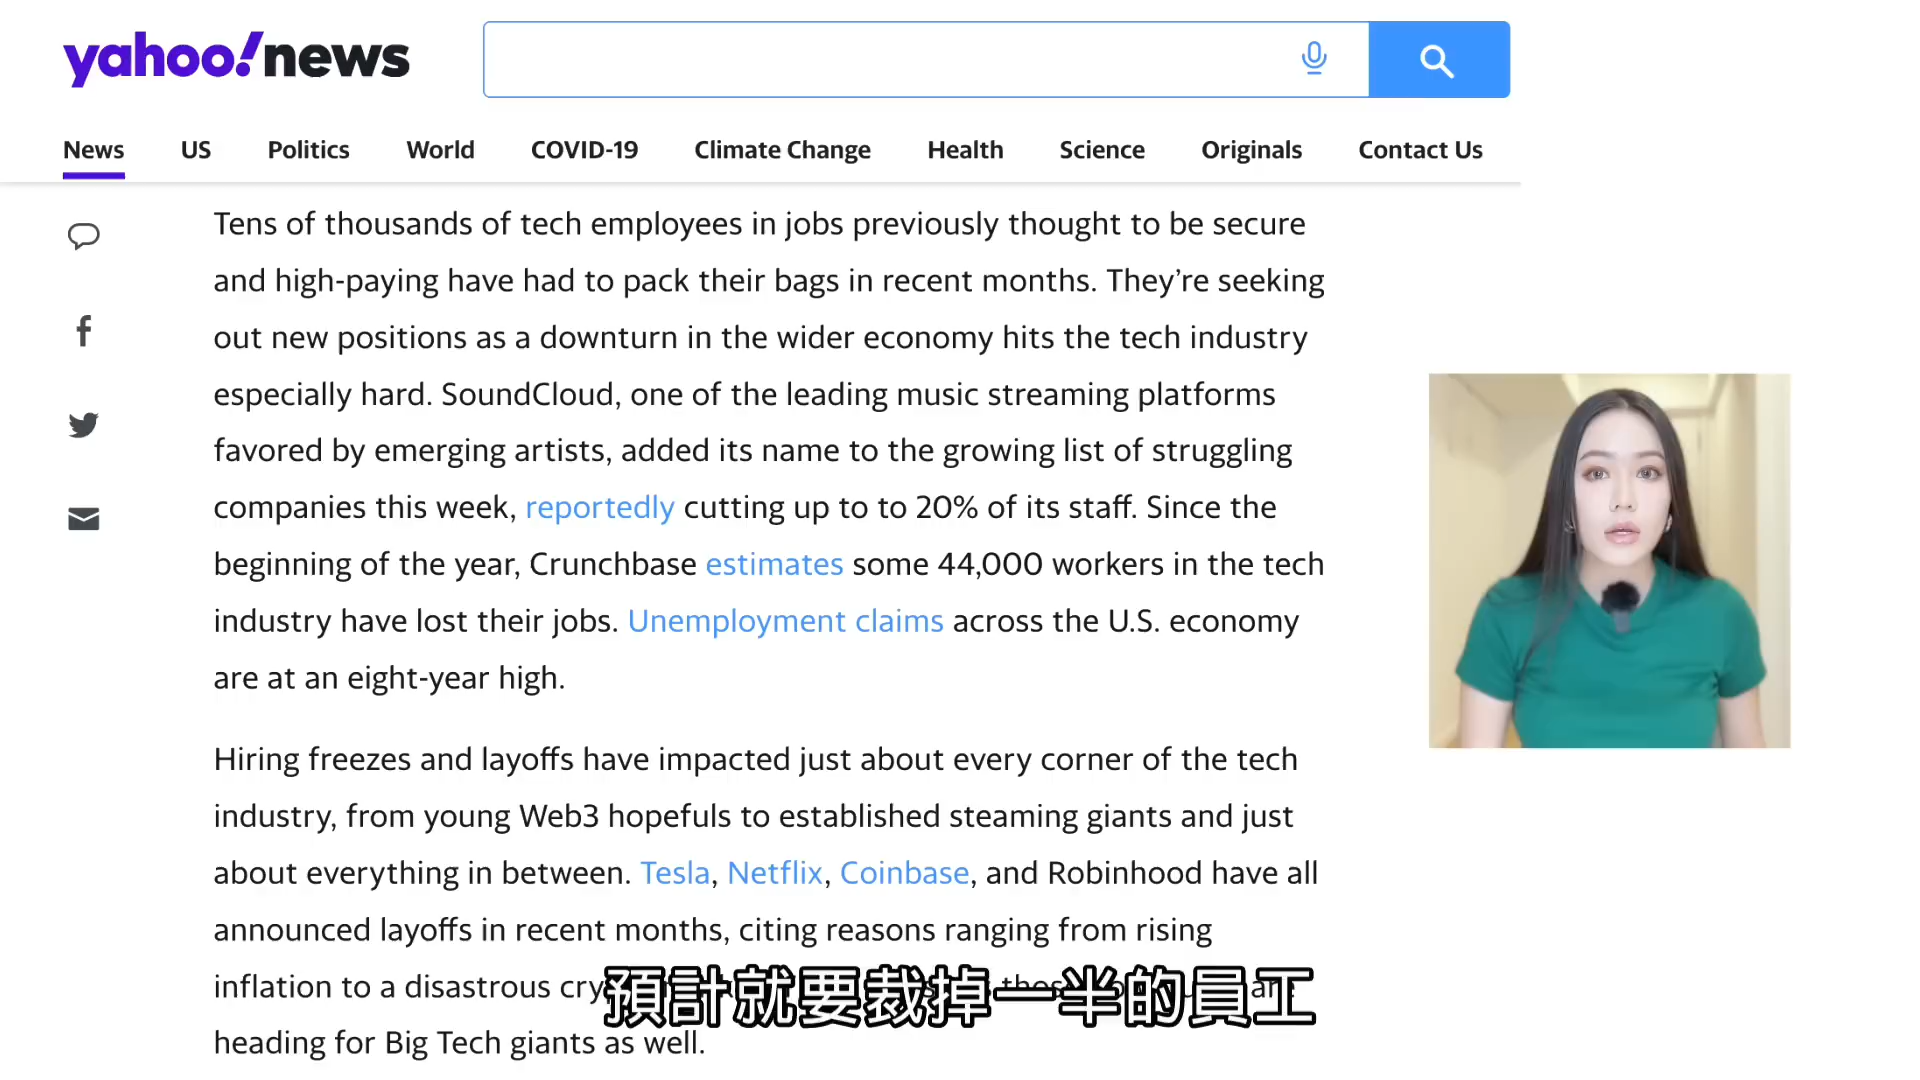 yahoo!news
News US Politics World COVID-19 Climate Change Health Science Originals Contact Us
Tens of thousands of tech employees in jobs previously thought to be secure
and high-paying have had to pack their bags in recent months. They’re seeking
out new positions as a downturn in the wider economy hits the tech industry
especially hard. SoundCloud, one of the leading music streaming platforms
favored by emerging artists, added its name to the growing list of struggling
companies this week, reportedly cutting up to to 20% of its staff. Since the
beginning of the year, Crunchbase estimates some 44,000 workers in the tech
industry have lost their jobs. Unemployment claims across the U.S. economy
are at an eight-year high.
Hiring freezes and layoffs have impacted just about every corner of the tech
industry, from young Web3 hopefuls to established steaming giants and just
about everything in between. Tesla, Netflix, Coinbase, and Robinhood have all
announced layoffs in recent months, citing reasons ranging from rising
inflation to a disastrous
預計就要裁掉一半的員工
heading for Big Tech giants as well.